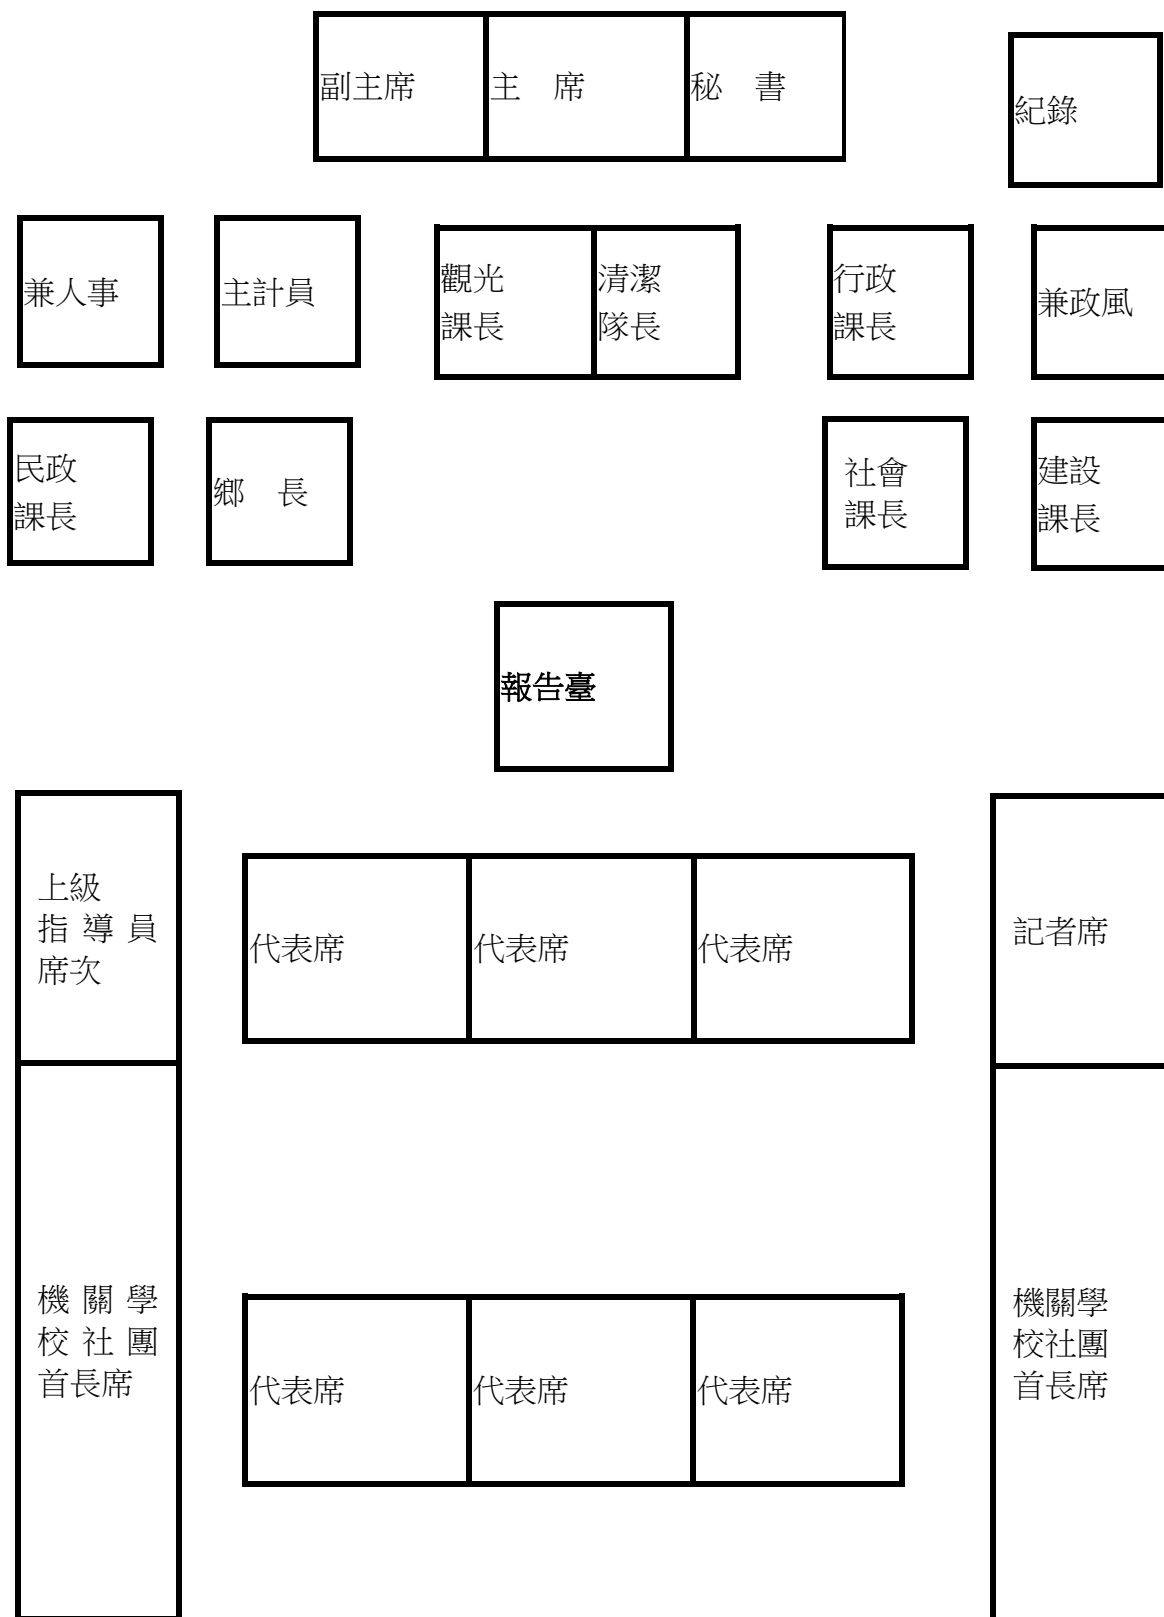 副主席
主　席
秘　書
紀錄
兼人事
主計員
觀光
課長
清潔
隊長
行政
課長
兼政風
民政
課長
鄉　長
社會
課長
建設
課長
報告臺
上級
指導員
席次
代表席
代表席
代表席
記者席
機關學
校社團
首長席
代表席
代表席
代表席
機關學
校社團
首長席